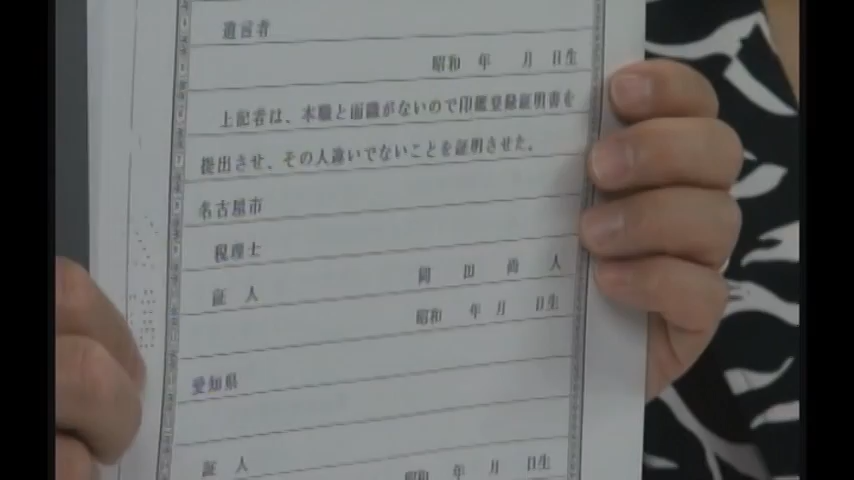 遺言者
昭和 年 月 日生
上記者は、本職と面識がないので印鑑登録証明書を
提出させ、その人違いでないことを証明させた。
名古屋市
税理士
証 人 岡 田 尚 人
昭和 年 月 日生
愛知県
証 人
昭和 年 月 日生